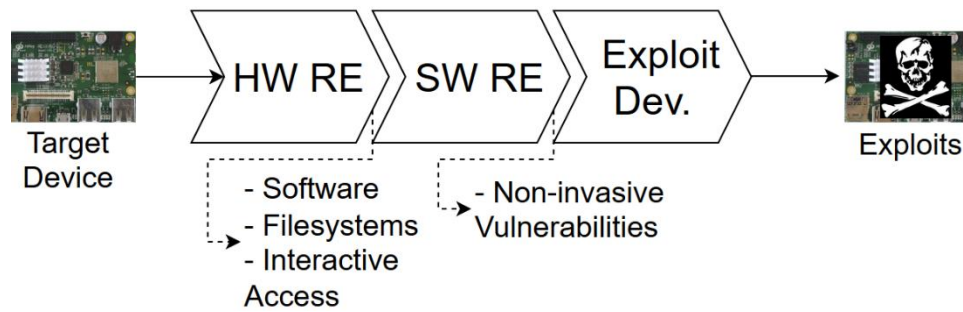 HW RE
SW RE
Exploit
Dev.
Target
Device
Exploits
- Software
- Filesystems
- Interactive
Access
- Non-invasive
Vulnerabilities